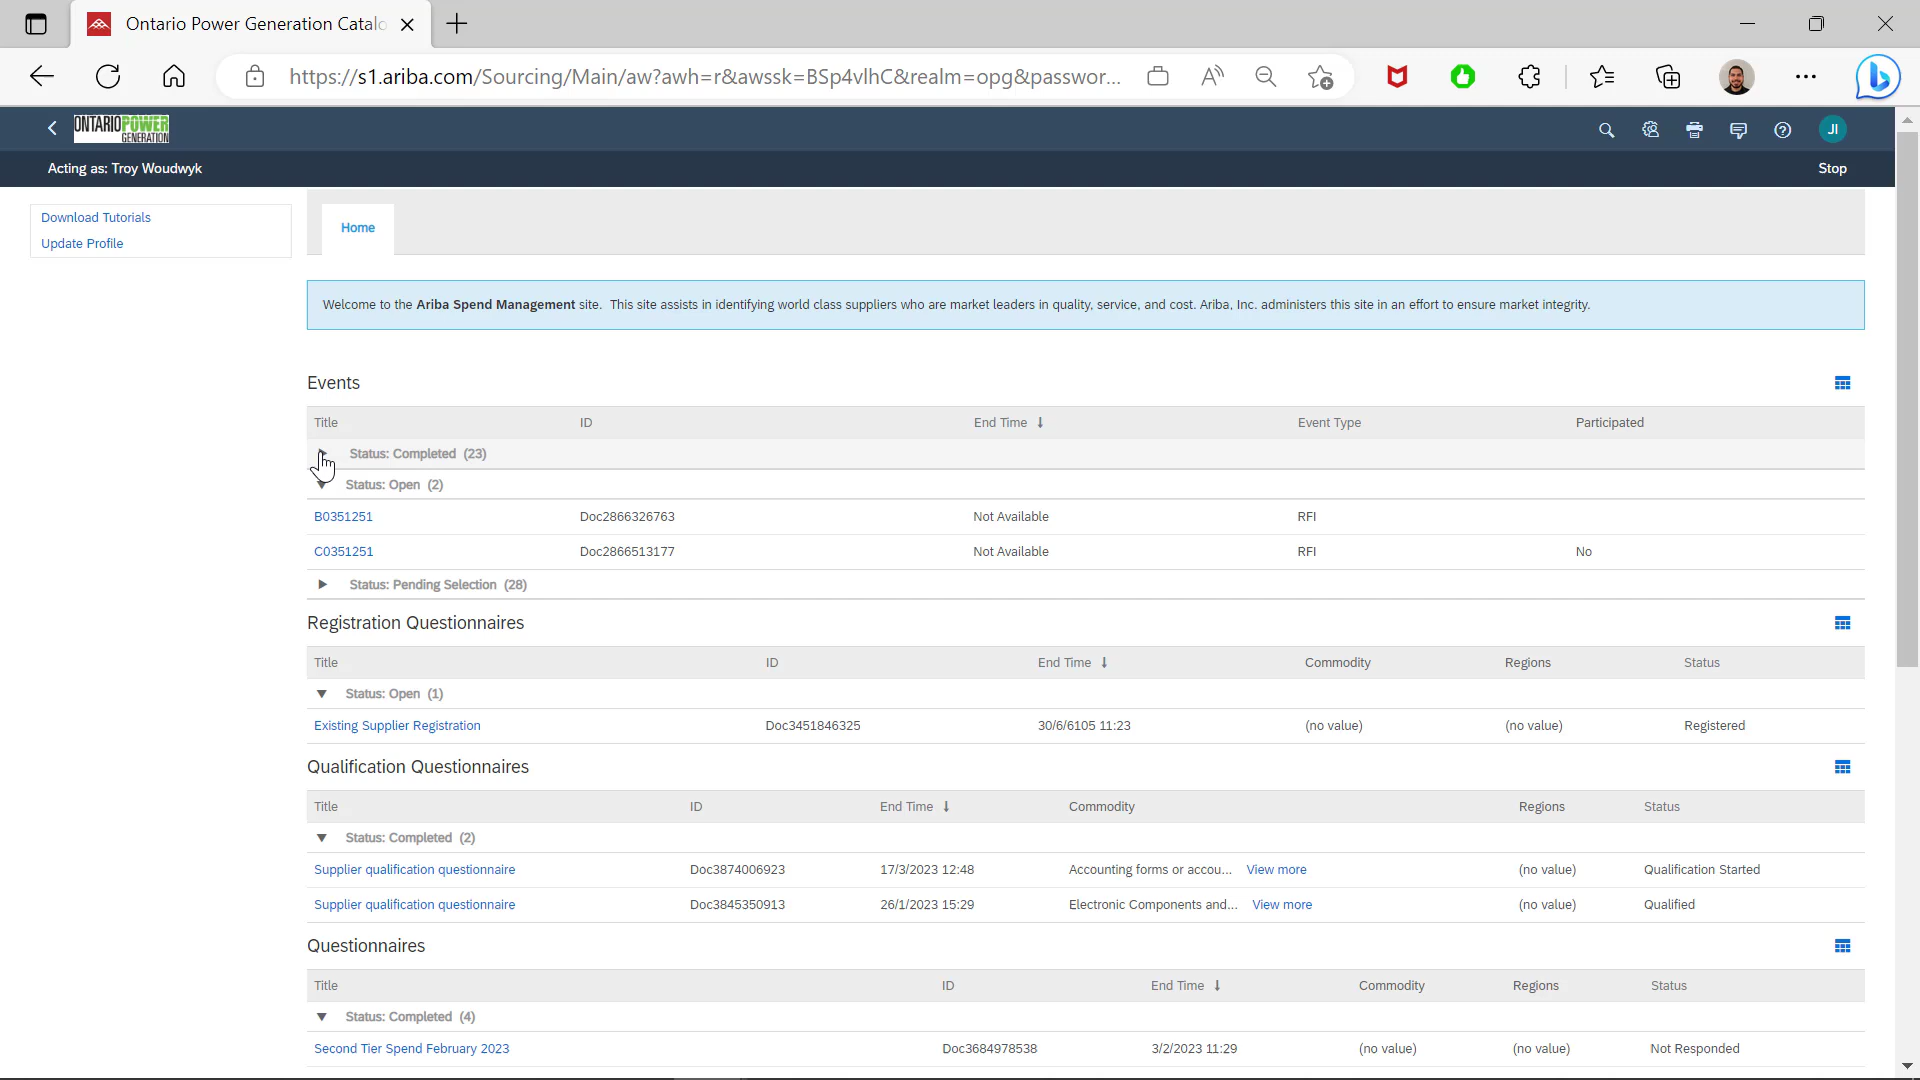 Ontario Power Generation Catalo
https://s1.ariba.com/Sourcing/Main/aw?awh=r&awssk=BSp4vlhC&realm=opg&passwor...
ONTARIO POWER
GENERATION
JI
Acting as: Troy Woudwyk
Stop
Download Tutorials
Update Profile
Home
Welcome to the Ariba Spend Management site. This site assists in identifying world class suppliers who are market leaders in quality, service, and cost. Ariba, Inc. administers this site in an effort to ensure market integrity.
Events
Title ID End Time ↓ Event Type Participated
Status: Completed (23)
Status: Open (2)
B0351251 Doc2866326763 Not Available RFI
C0351251 Doc2866513177 Not Available RFI No
Status: Pending Selection (28)
Registration Questionnaires
Title ID End Time ↓ Commodity Regions Status
Status: Open (1)
Existing Supplier Registration Doc3451846325 30/6/6105 11:23 (no value) (no value) Registered
Qualification Questionnaires
Title ID End Time ↓ Commodity Regions Status
Status: Completed (2)
Supplier qualification questionnaire Doc3874006923 17/3/2023 12:48 Accounting forms or accou... View more (no value) Qualification Started
Supplier qualification questionnaire Doc3845350913 26/1/2023 15:29 Electronic Components and... View more (no value) Qualified
Questionnaires
Title ID End Time ↓ Commodity Regions Status
Status: Completed (4)
Second Tier Spend February 2023 Doc3684978538 3/2/2023 11:29 (no value) (no value) Not Responded